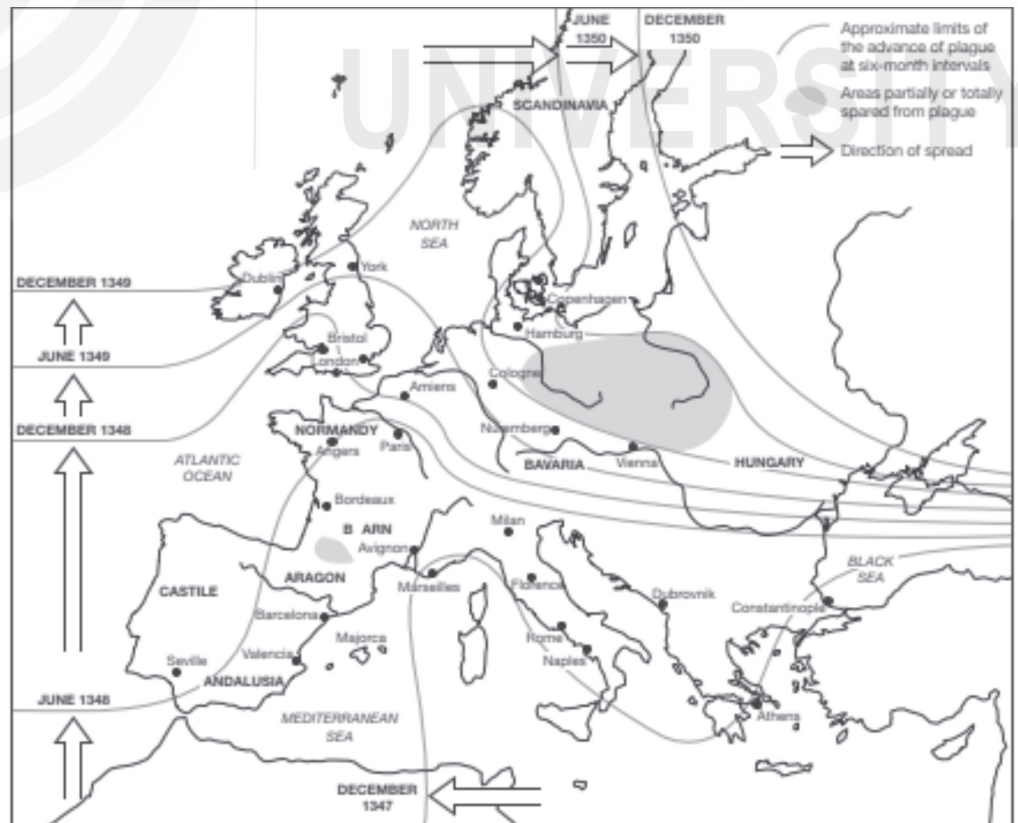 UNIVERSITY
JUNE
1350
DECEMBER
1350
Approximate limits of
the advance of plague
at six-month intervals
Areas partially or totally
spared from plague
Direction of spread
SCANDINAVIA
NORTH
SEA
DECEMBER 1349
Dublin
York
JUNE 1349
Copenhagen
Hamburg
Bristol
London
Cologne
Amiens
DECEMBER 1348
NORMANDY
Angers
Paris
Nuremberg
BAVARIA
Vienna
HUNGARY
ATLANTIC
OCEAN
Bordeaux
B ARN
Avignon
Milan
BLACK
SEA
CASTILE
ARAGON
Marseilles
Florence
Dubrovnik
Constantinople
Barcelona
Majorca
Rome
Naples
Seville
Valencia
ANDALUSIA
JUNE 1348
MEDITERRANEAN
SEA
Athens
DECEMBER
1347